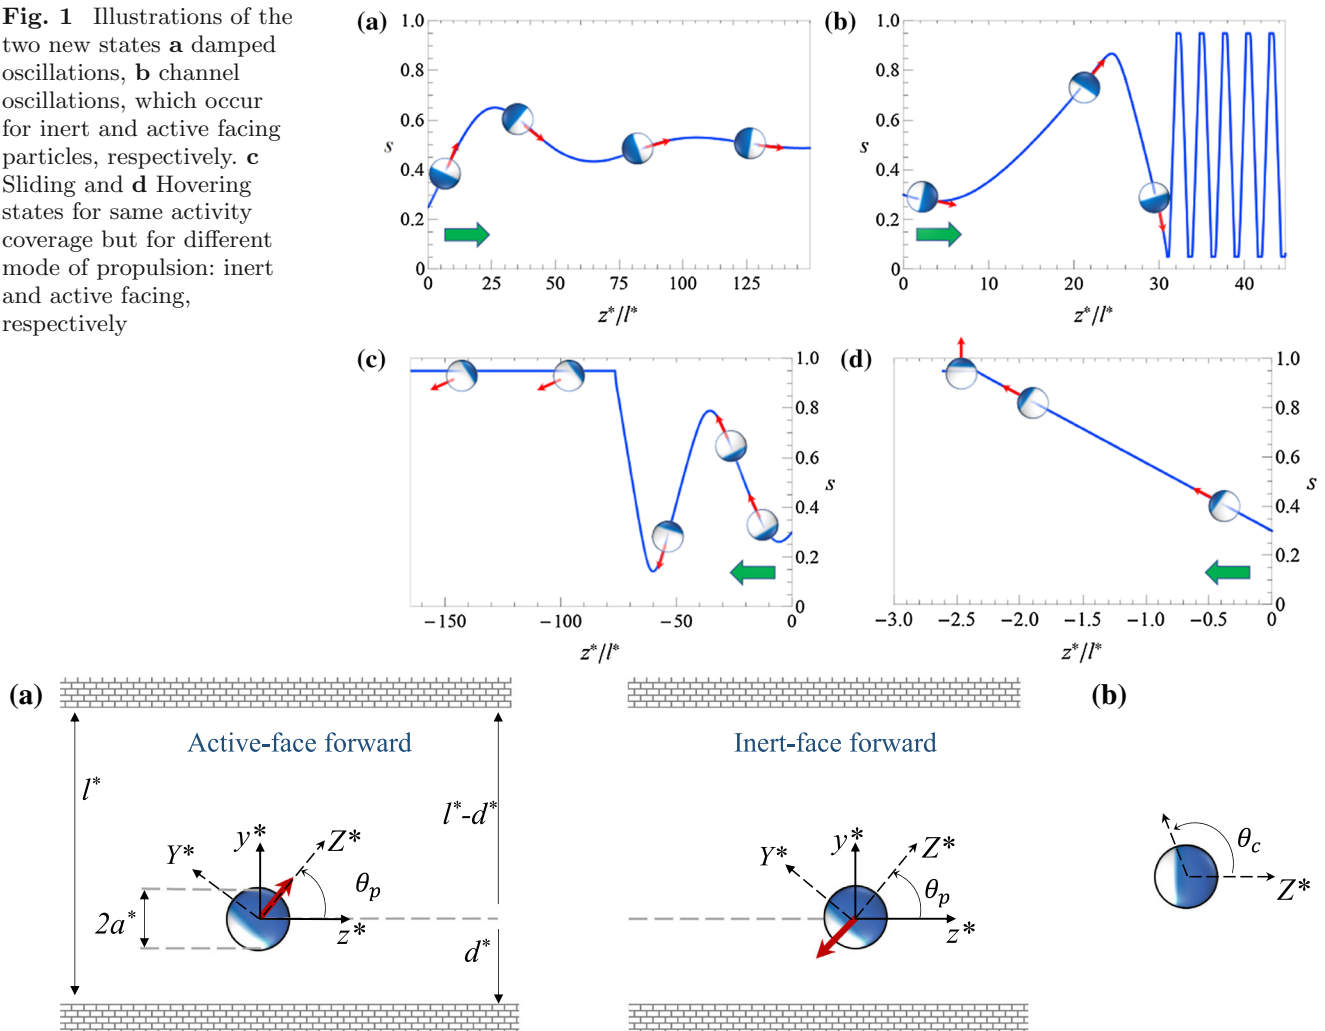 Fig. 1 Illustrations of the
two new states a damped
oscillations, b channel
oscillations, which occur
for inert and active facing
particles, respectively. c
Sliding and d Hovering
states for same activity
coverage but for different
mode of propulsion: inert
and active facing,
respectively
(a)
1.0
0.8
0.6
s
0.4
0.2
0
0 25 50 75 100 125
z*/l*
(b)
1.0
0.8
0.6
s
0.4
0.2
0
0 10 20 30 40
z*/l*
(c)
1.0
0.8
0.6
s
0.4
0.2
0
−150 −100 −50 0
z*/l*
(d)
1.0
0.8
0.6
s
0.4
0.2
0
−3.0 −2.5 −2.0 −1.5 −1.0 −0.5 0
z*/l*
(a)
Active-face forward
l*
l*-d*
y*
Z*
Y*
θp
2a*
z*
d*
Inert-face forward
y*
Z*
Y*
θp
z*
(b)
θc
Z*